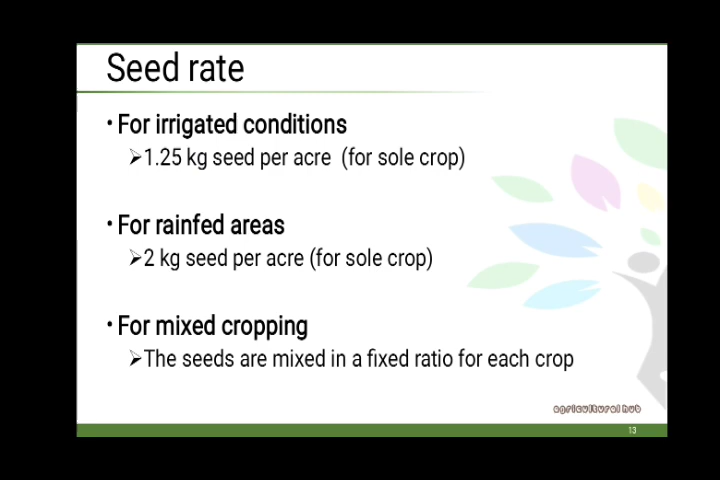 Seed rate
• For irrigated conditions
➢1.25 kg seed per acre (for sole crop)
• For rainfed areas
➢2 kg seed per acre (for sole crop)
• For mixed cropping
➢The seeds are mixed in a fixed ratio for each crop
agricultural hub
13